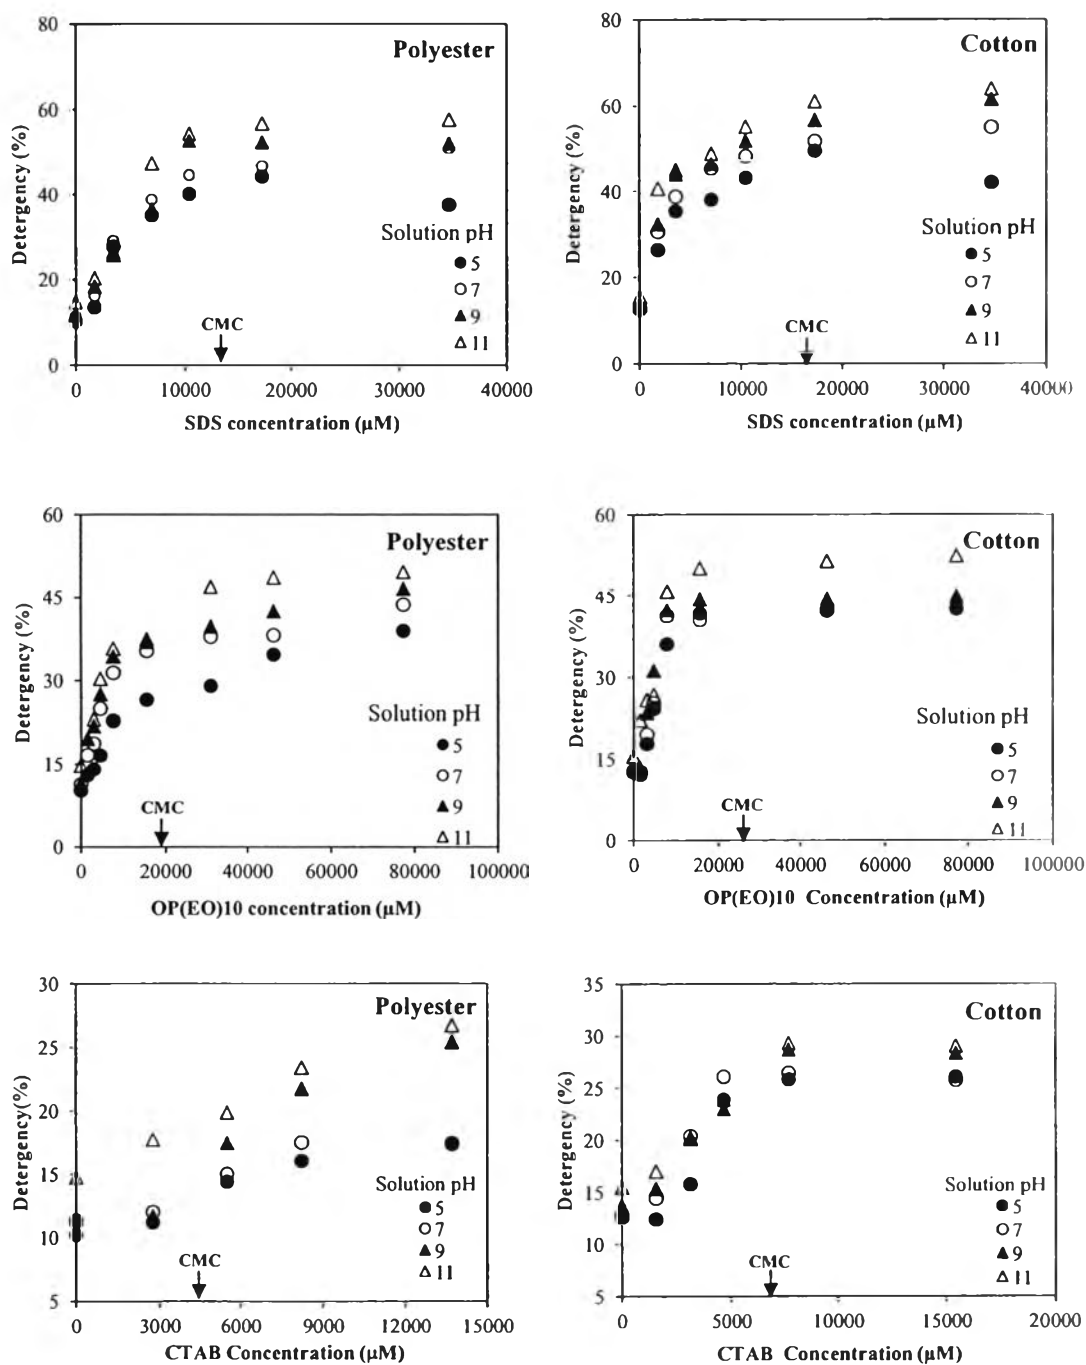 80
60
40
20
0
Detergency (%)
Polyester
Solution pH
5
7
9
11
CMC
0 10000 20000 30000 40000
SDS concentration (µM)
80
60
40
20
0
Detergency (%)
Cotton
Solution pH
5
7
9
11
CMC
0 10000 20000 30000 40000
SDS concentration (µM)
60
45
30
15
0
Detergency (%)
Polyester
Solution pH
5
7
9
11
CMC
0 20000 40000 60000 80000 100000
OP(EO)10 concentration (µM)
60
45
30
15
0
Detergency (%)
Cotton
Solution pH
5
7
9
11
CMC
0 20000 40000 60000 80000 100000
OP(EO)10 Concentration (µM)
30
25
20
15
10
5
Detergency(%)
Polyester
Solution pH
5
7
9
11
CMC
0 3000 6000 9000 12000 15000
CTAB Concentration (µM)
35
30
25
20
15
10
5
Detergency (%)
Cotton
Solution pH
5
7
9
11
CMC
0 5000 10000 15000 20000
CTAB Concentration (µM)